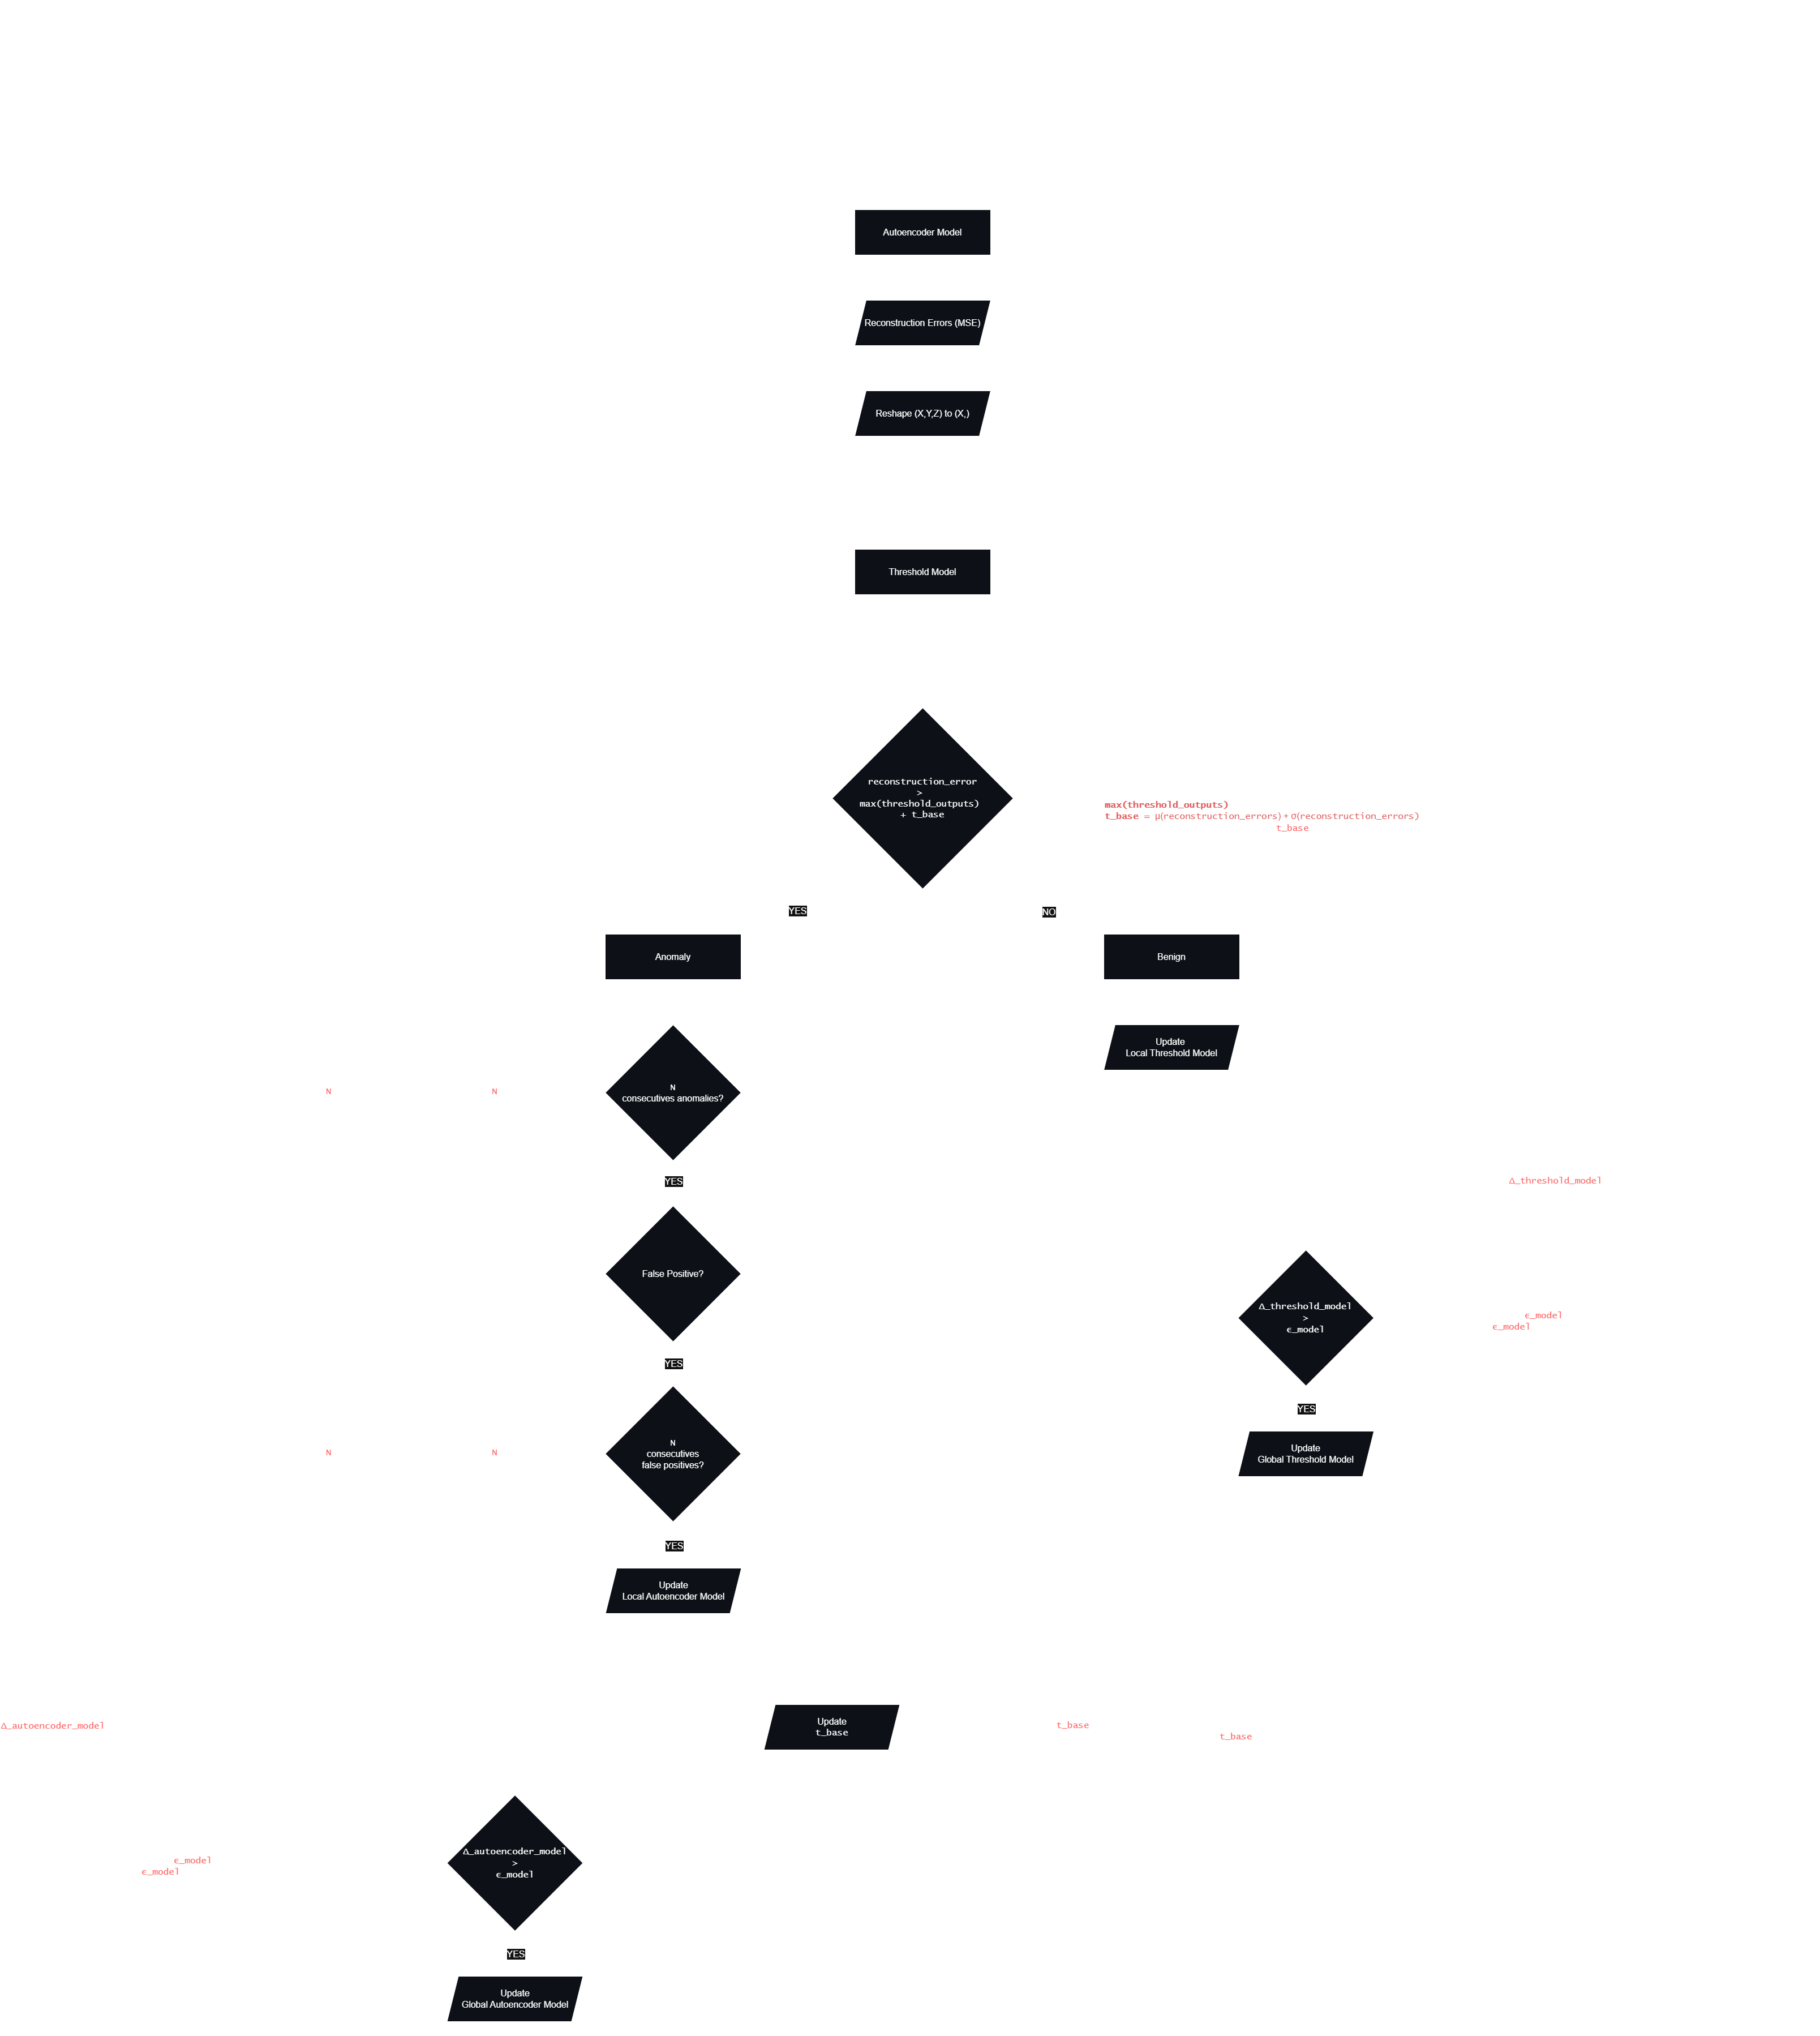 Autoencoder Model
Reconstruction Errors (MSE)
Reshape (X,Y,Z) to (X,)
Threshold Model
reconstruction_error
>
max(threshold_outputs)
+ t_base
max(threshold_outputs)
t_base = μ(reconstruction_errors) + σ(reconstruction_errors)
t_base
YES
NO
Anomaly
Benign
Update
Local Threshold Model
N
N
N
consecutives anomalies?
YES
Δ_threshold_model
False Positive?
Δ_threshold_model
>
ϵ_model
ϵ_model
ϵ_model
YES
YES
N
N
N
consecutives
false positives?
Update
Global Threshold Model
YES
Update
Local Autoencoder Model
Δ_autoencoder_model
Update
t_base
t_base
t_base
Δ_autoencoder_model
>
ϵ_model
ϵ_model
ϵ_model
YES
Update
Global Autoencoder Model